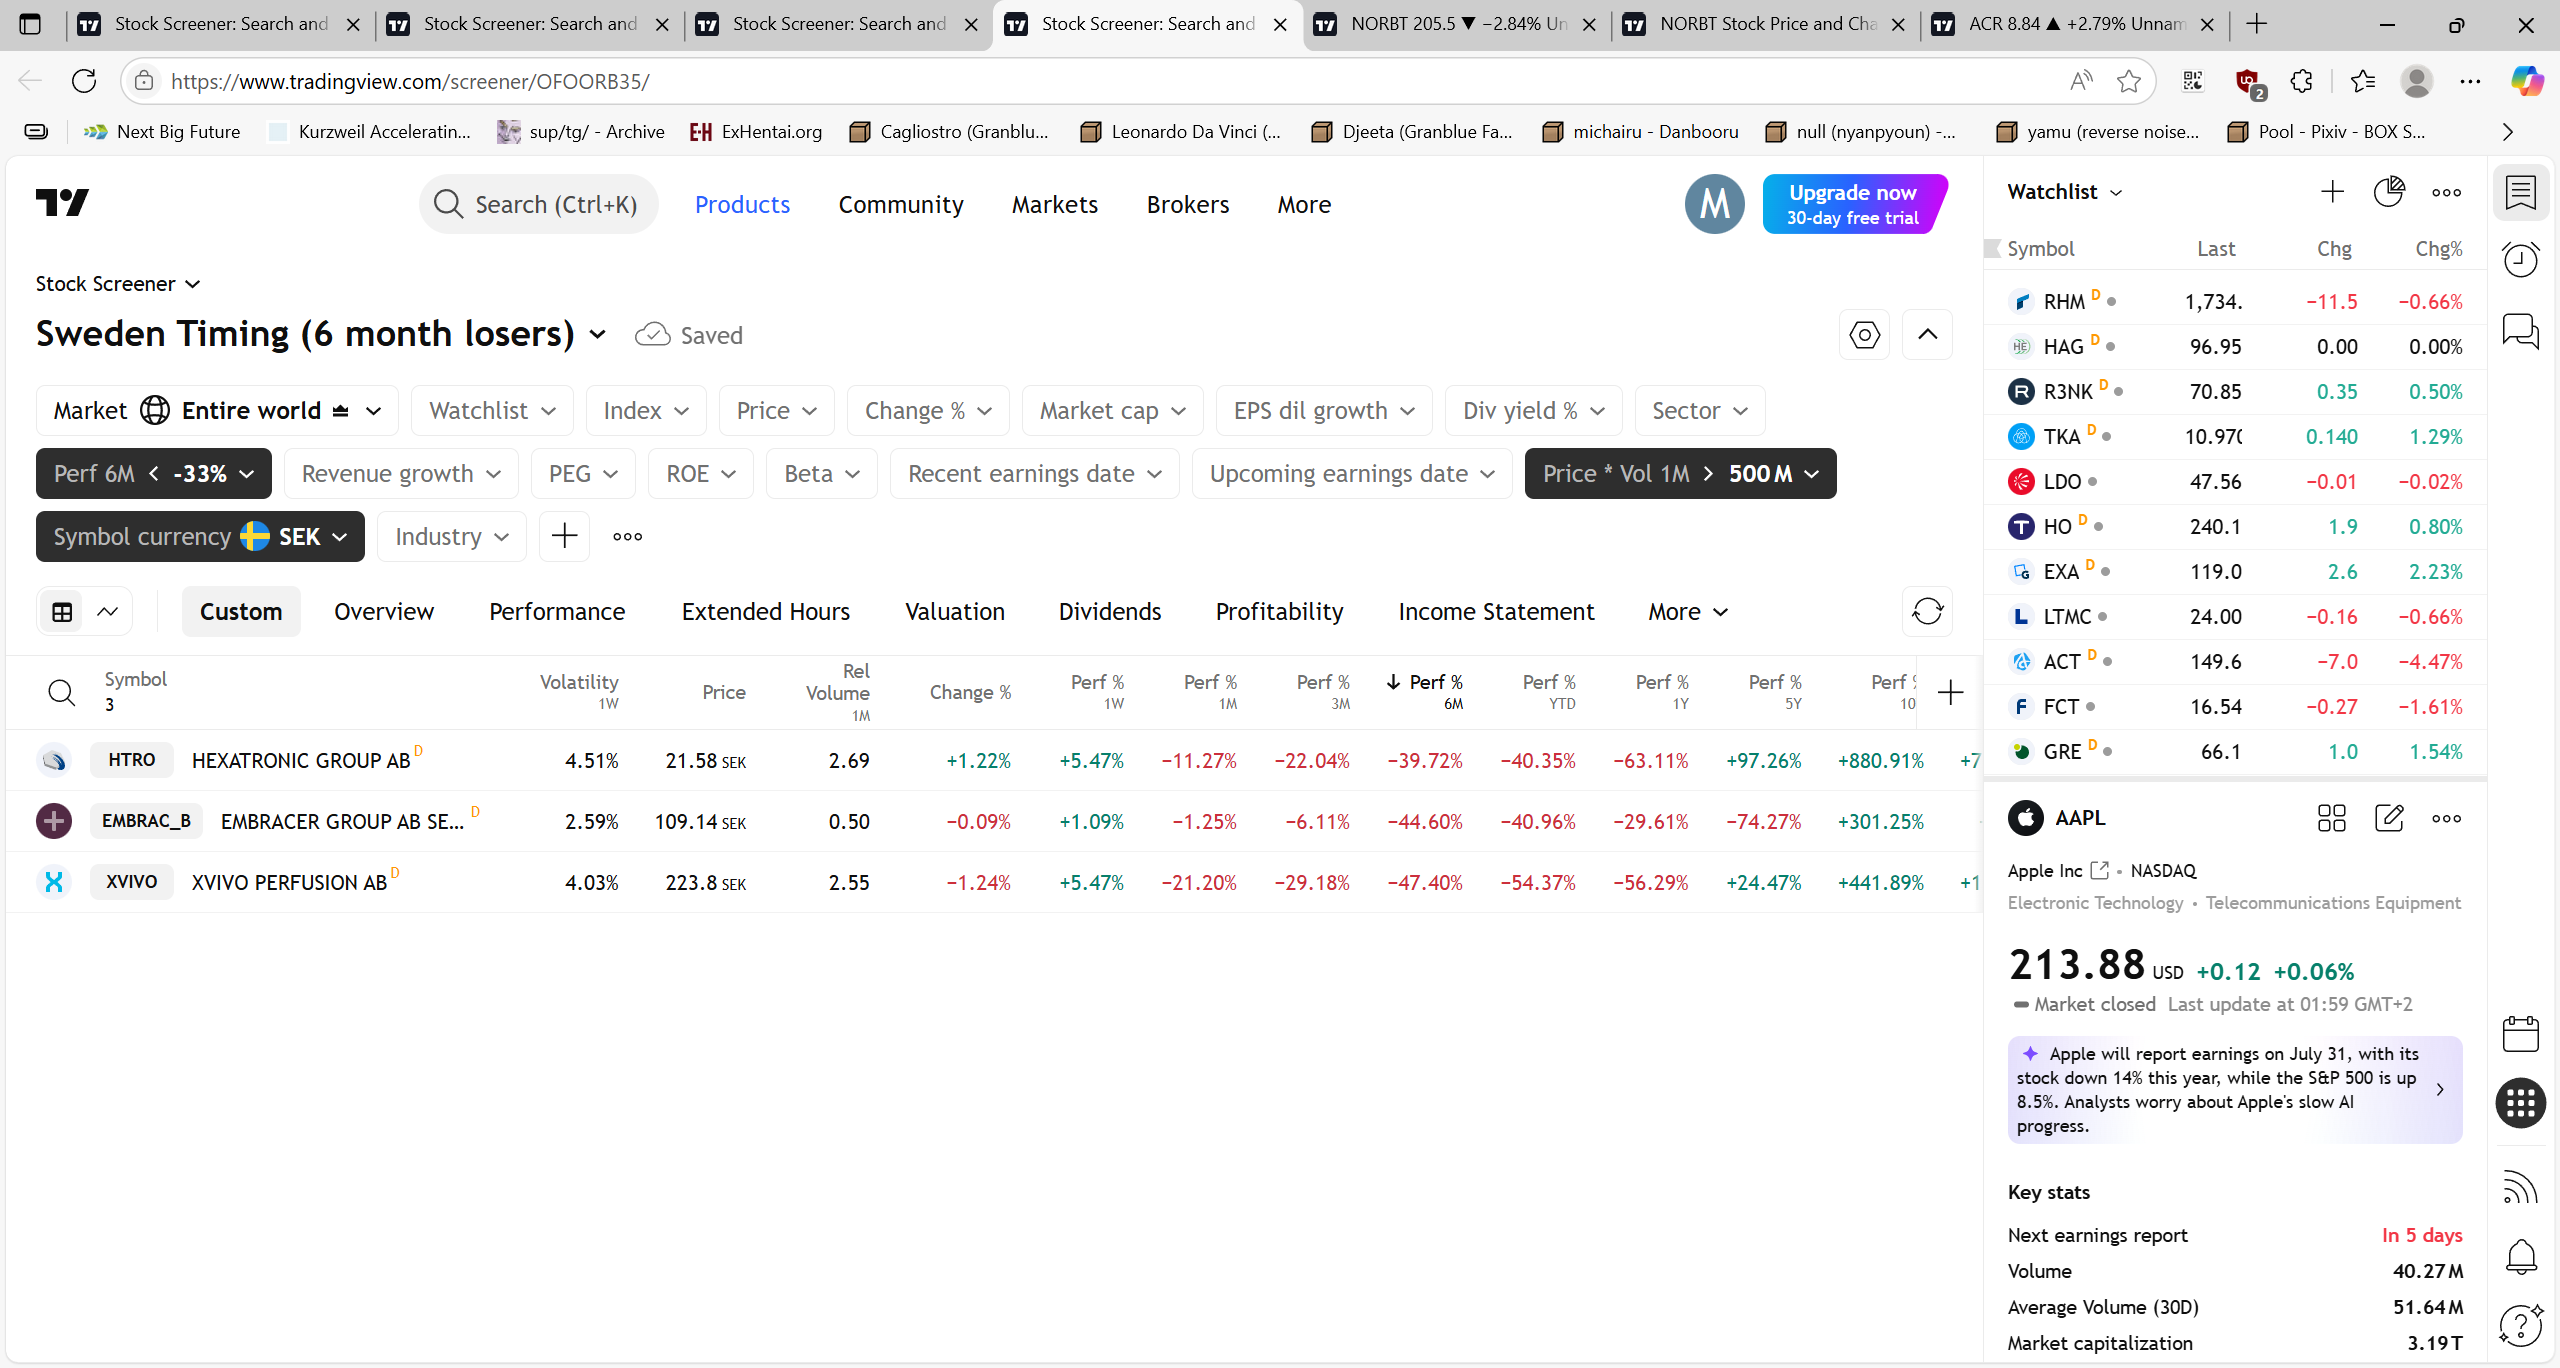 Stock Screener: Search and
Stock Screener: Search and
Stock Screener: Search and
Stock Screener: Search and
NORBT 205.5 ▼ −2.84% Un
NORBT Stock Price and Cha
ACR 8.84 ▲ +2.79% Unnam
https://www.tradingview.com/screener/OFOORB35/
2
Next Big Future
Kurzweil Acceleratin...
sup/tg/ - Archive
ExHentai.org
Cagliostro (Granblu...
Leonardo Da Vinci (...
Djeeta (Granblue Fa...
michairu - Danbooru
null (nyanpyoun) -...
yamu (reverse noise...
Pool - Pixiv - BOX S...
Search (Ctrl+K)
Products
Community
Markets
Brokers
More
M
Upgrade now
30-day free trial
Stock Screener
Sweden Timing (6 month losers)
Saved
Market Entire world
Watchlist
Index
Price
Change %
Market cap
EPS dil growth
Div yield %
Sector
Perf 6M < -33%
Revenue growth
PEG
ROE
Beta
Recent earnings date
Upcoming earnings date
Price * Vol 1M > 500 M
Symbol currency SEK
Industry
Custom
Overview
Performance
Extended Hours
Valuation
Dividends
Profitability
Income Statement
More
Symbol
3
Volatility
1W
Price
Rel
Volume
1M
Change %
Perf %
1W
Perf %
1M
Perf %
3M
Perf %
6M
Perf %
YTD
Perf %
1Y
Perf %
5Y
Perf
10
HTRO HEXATRONIC GROUP AB D 4.51% 21.58 SEK 2.69 +1.22% +5.47% −11.27% −22.04% −39.72% −40.35% −63.11% +97.26% +880.91% +7
EMBRAC_B EMBRACER GROUP AB SE... D 2.59% 109.14 SEK 0.50 −0.09% +1.09% −1.25% −6.11% −44.60% −40.96% −29.61% −74.27% +301.25%
XVIVO XVIVO PERFUSION AB D 4.03% 223.8 SEK 2.55 −1.24% +5.47% −21.20% −29.18% −47.40% −54.37% −56.29% +24.47% +441.89% +1
Watchlist
Symbol Last Chg Chg%
RHM D 1,734. −11.5 −0.66%
HAG D 96.95 0.00 0.00%
R3NK D 70.85 0.35 0.50%
TKA D 10.970 0.140 1.29%
LDO 47.56 −0.01 −0.02%
HO D 240.1 1.9 0.80%
EXA D 119.0 2.6 2.23%
LTMC 24.00 −0.16 −0.66%
ACT D 149.6 −7.0 −4.47%
FCT 16.54 −0.27 −1.61%
GRE D 66.1 1.0 1.54%
AAPL
Apple Inc • NASDAQ
Electronic Technology • Telecommunications Equipment
213.88 USD +0.12 +0.06%
Market closed Last update at 01:59 GMT+2
Apple will report earnings on July 31, with its
stock down 14% this year, while the S&P 500 is up
8.5%. Analysts worry about Apple's slow AI
progress.
Key stats
Next earnings report In 5 days
Volume 40.27 M
Average Volume (30D) 51.64 M
Market capitalization 3.19 T